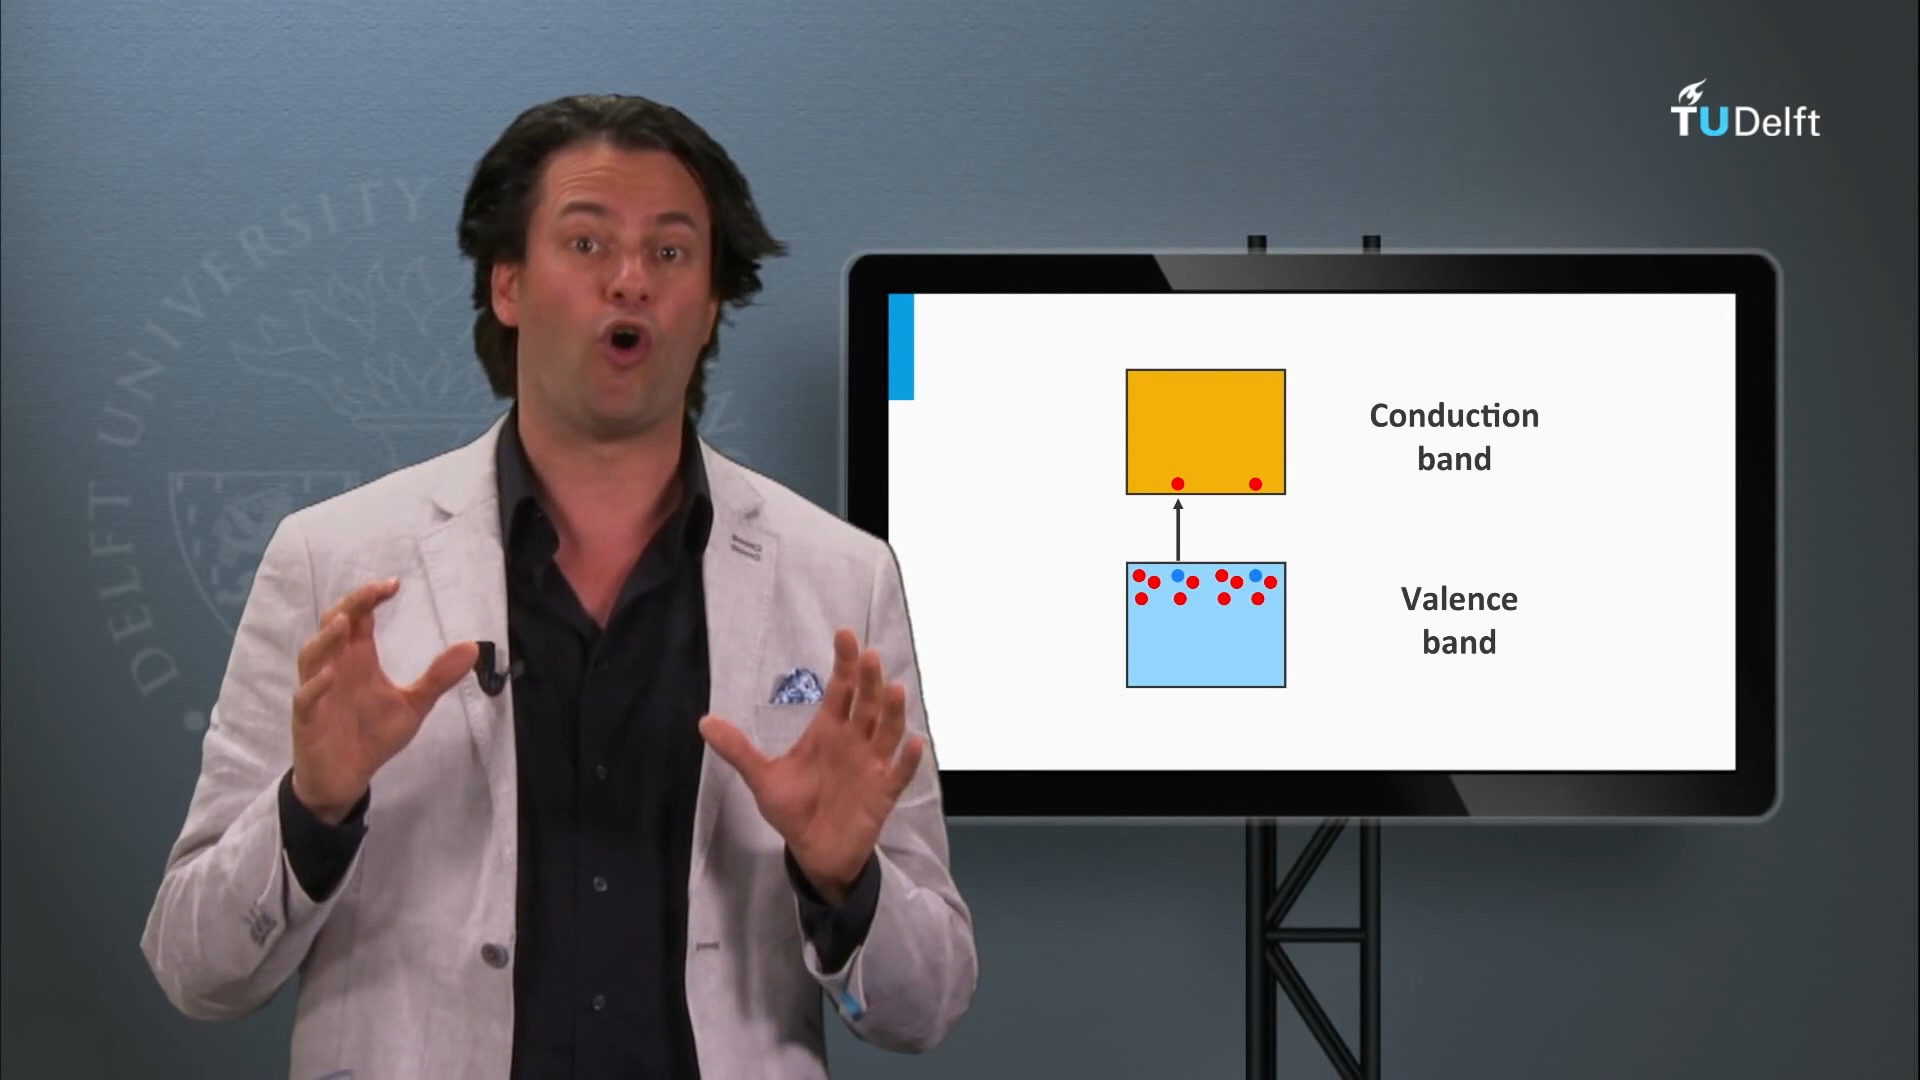 TUDelft
DELFT UNIVERSITY
Conduction
band
Valence
band